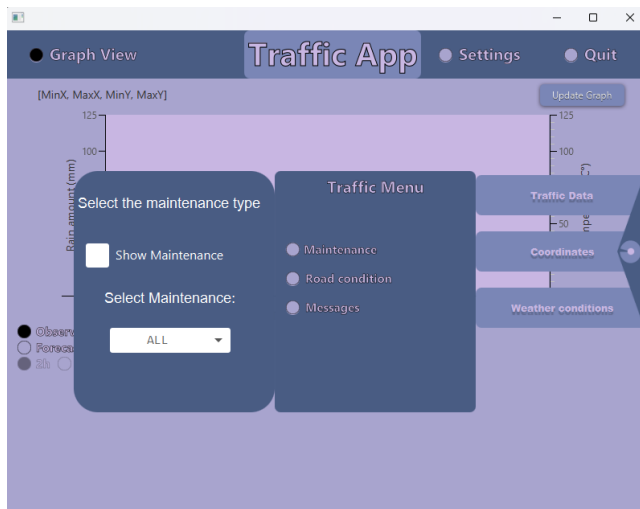 Graph View
Traffic App
Settings
Quit
[MinX, MaxX, MinY, MaxY]
Update Graph
125
125
100
100
Rain amount (mm)
50
Select the maintenance type
Show Maintenance
Select Maintenance:
ALL
Traffic Menu
Maintenance
Road condition
Messages
Traffic Data
Coordinates
Weather conditions
2h